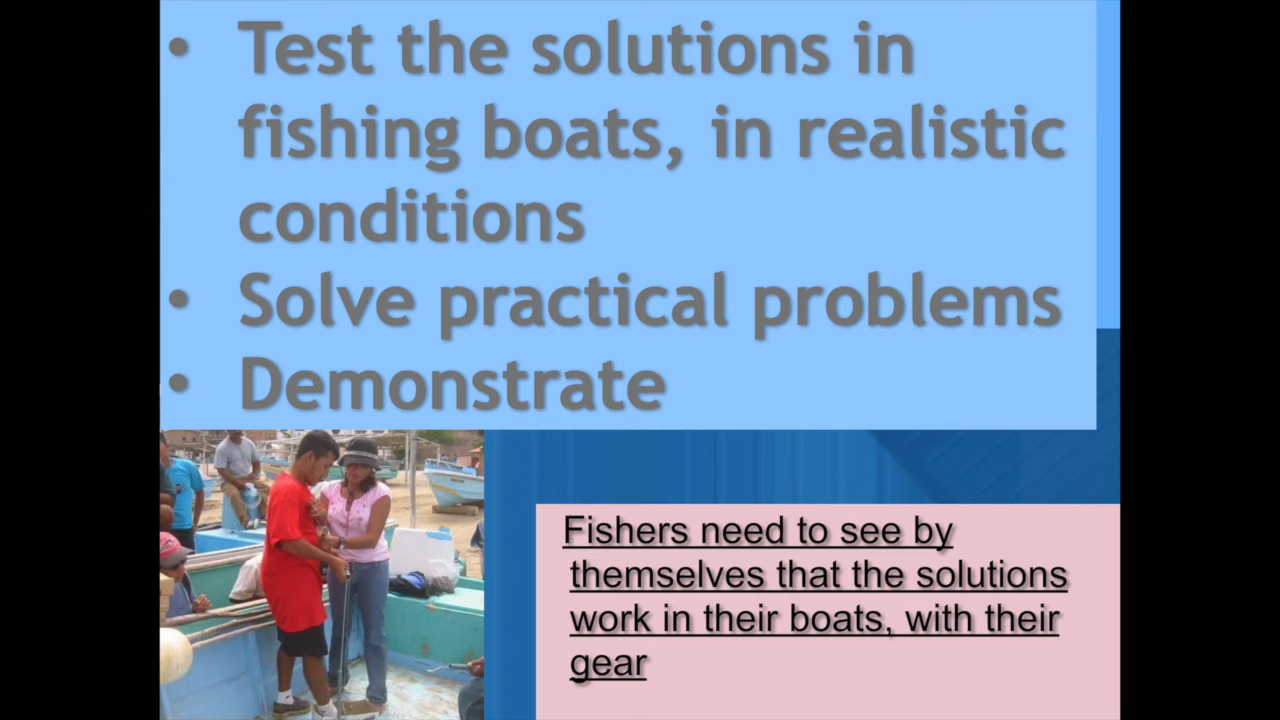 • Test the solutions in
fishing boats, in realistic
conditions
• Solve practical problems
• Demonstrate
Fishers need to see by
themselves that the solutions
work in their boats, with their
gear